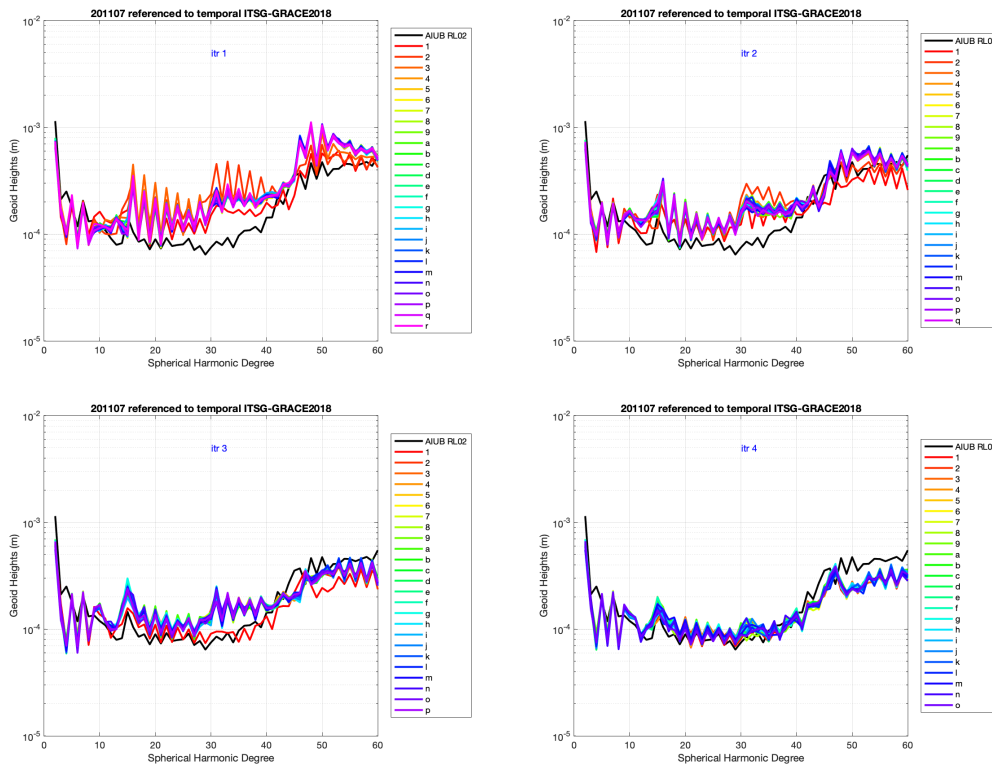 201107 referenced to temporal ITSG-GRACE2018
itr 1
Geoid Heights (m)
10^-2
10^-3
10^-4
10^-5
0 10 20 30 40 50 60
Spherical Harmonic Degree
AIUB RL02
1
2
3
4
5
6
7
8
9
a
b
c
d
e
f
g
h
i
j
k
l
m
n
o
p
q
r
201107 referenced to temporal ITSG-GRACE2018
itr 2
Geoid Heights (m)
10^-2
10^-3
10^-4
10^-5
0 10 20 30 40 50 60
Spherical Harmonic Degree
AIUB RL0
1
2
3
4
5
6
7
8
9
a
b
c
d
e
f
g
h
i
j
k
l
m
n
o
p
q
201107 referenced to temporal ITSG-GRACE2018
itr 3
Geoid Heights (m)
10^-2
10^-3
10^-4
10^-5
0 10 20 30 40 50 60
Spherical Harmonic Degree
AIUB RL02
1
2
3
4
5
6
7
8
9
a
b
c
d
e
f
g
h
i
j
k
l
m
n
o
p
201107 referenced to temporal ITSG-GRACE2018
itr 4
Geoid Heights (m)
10^-2
10^-3
10^-4
10^-5
0 10 20 30 40 50 60
Spherical Harmonic Degree
AIUB RL0
1
2
3
4
5
6
7
8
9
a
b
c
d
e
f
g
h
i
j
k
l
m
n
o